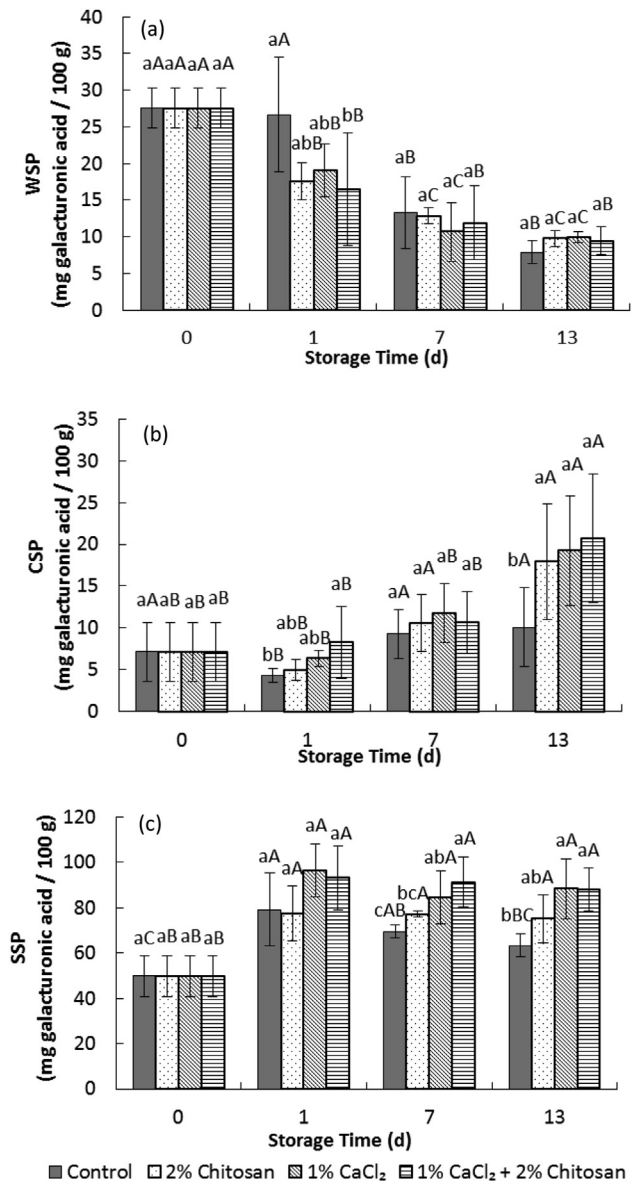 (a)
WSP
(mg galacturonic acid / 100 g)
40
35
30
25
20
15
10
5
0
aA aA aA aA
aA abB abB bB
aB aC aC aB
aB aC aC aB
0 1 7 13
Storage Time (d)
(b)
CSP
(mg galacturonic acid / 100 g)
35
30
25
20
15
10
5
0
aA aB aB aB
bB abB abB aB
aA aA aB aB
bA aA aA aA
0 1 7 13
Storage Time (d)
(c)
SSP
(mg galacturonic acid / 100 g)
120
100
80
60
40
20
0
aC aB aB aB
aA aA aA aA
cAB bcA abA aA
bBC abA aA aA
0 1 7 13
Storage Time (d)
Control 2% Chitosan 1% CaCl₂ 1% CaCl₂ + 2% Chitosan